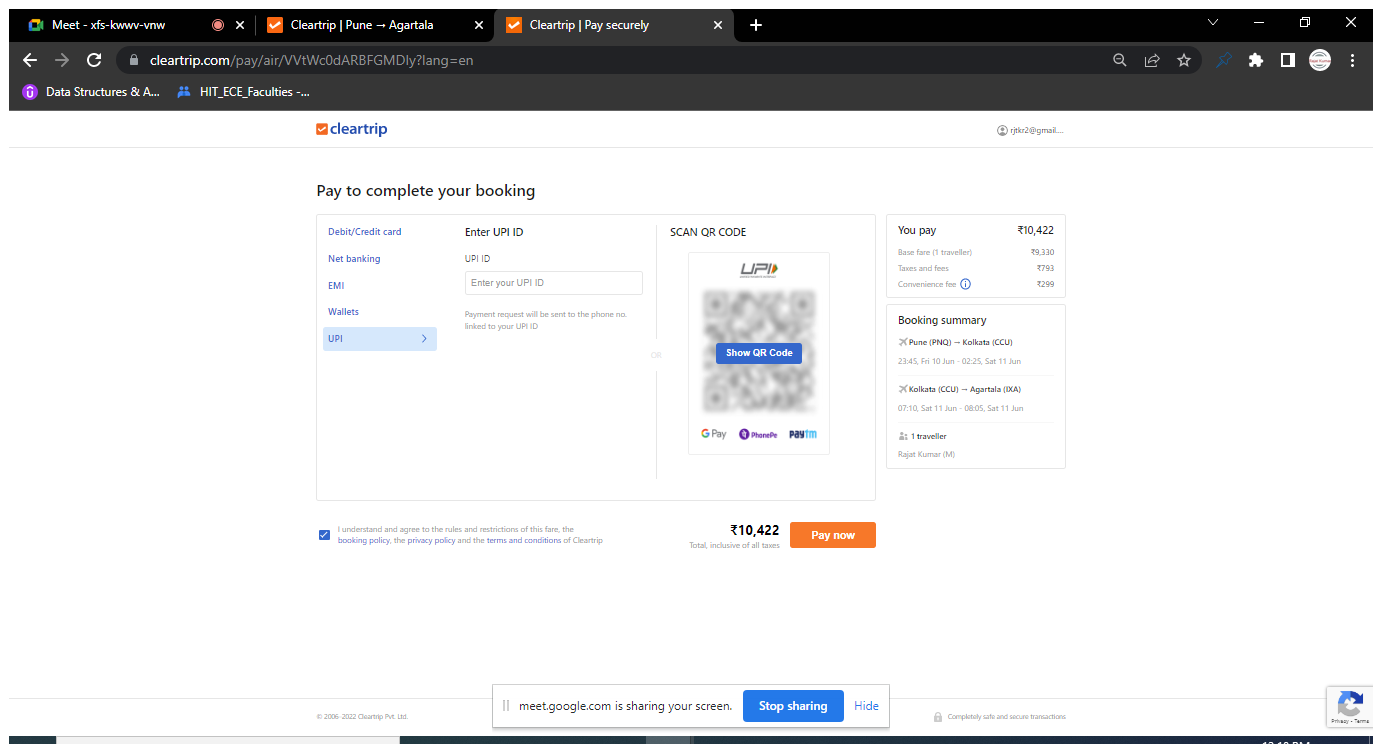 Meet - xfs-kwwv-vnw
Cleartrip | Pune → Agartala
Cleartrip | Pay securely
cleartrip.com/pay/air/VVtWc0dARBFGMDIy?lang=en
Data Structures & A...
HIT_ECE_Faculties -...
cleartrip
rjtkr2@gmail....
Pay to complete your booking
Debit/Credit card
Net banking
EMI
Wallets
UPI
Enter UPI ID
UPI ID
Enter your UPI ID
Payment request will be sent to the phone no.
linked to your UPI ID
OR
SCAN QR CODE
UPI
Show QR Code
G Pay PhonePe paytm
You pay ₹10,422
Base fare (1 traveller) ₹9,330
Taxes and fees ₹793
Convenience fee ₹299
Booking summary
Pune (PNQ) → Kolkata (CCU)
23:45, Fri 10 Jun - 02:25, Sat 11 Jun
Kolkata (CCU) → Agartala (IXA)
07:10, Sat 11 Jun - 08:05, Sat 11 Jun
1 traveller
Rajat Kumar (M)
I understand and agree to the rules and restrictions of this fare, the
booking policy, the privacy policy and the terms and conditions of Cleartrip
₹10,422
Total, inclusive of all taxes
Pay now
meet.google.com is sharing your screen.
Stop sharing
Hide
© 2006-2022 Cleartrip Pvt. Ltd.
Completely safe and secure transactions
Privacy - Terms